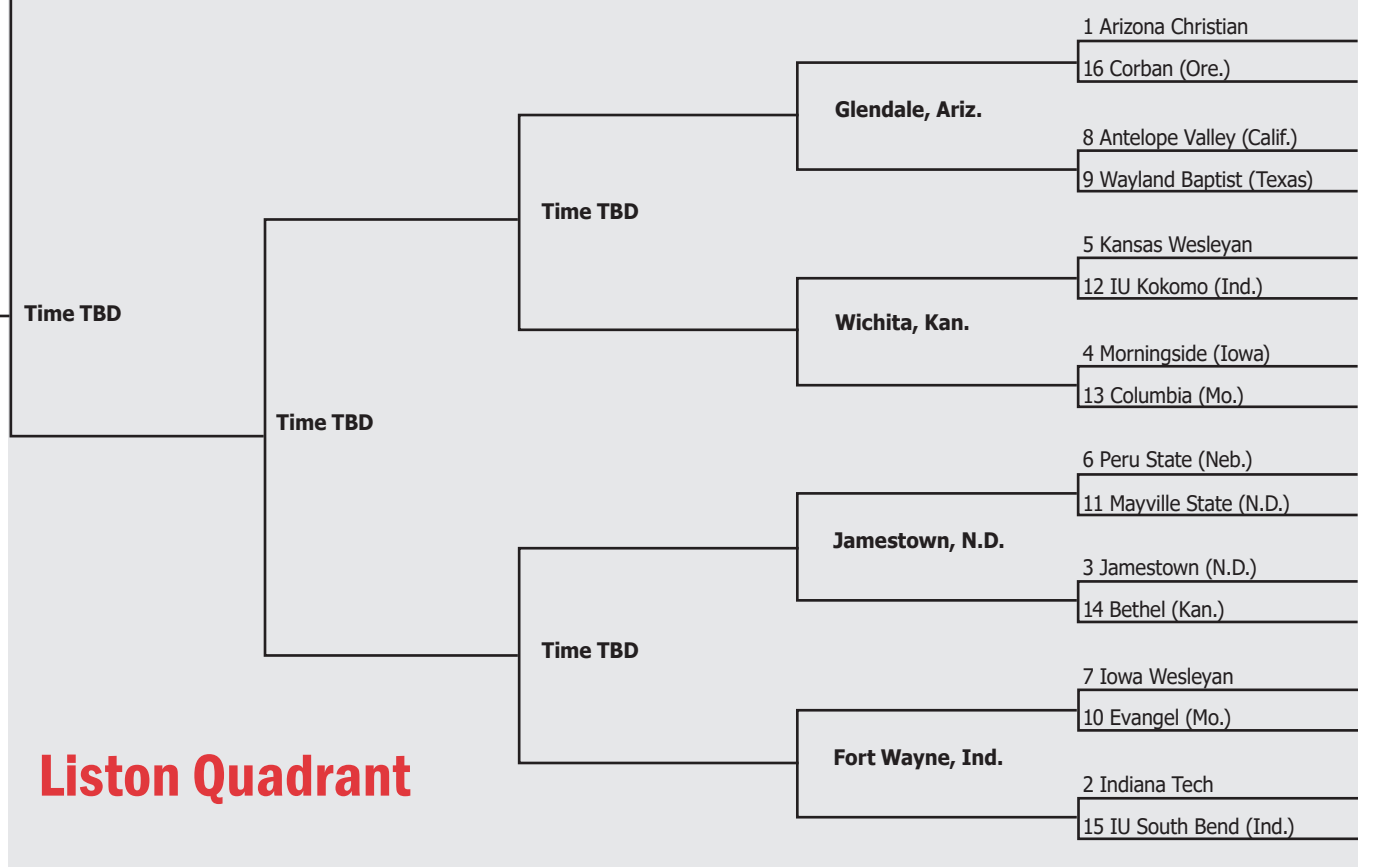 1 Arizona Christian
16 Corban (Ore.)
Glendale, Ariz.
8 Antelope Valley (Calif.)
9 Wayland Baptist (Texas)
Time TBD
5 Kansas Wesleyan
12 IU Kokomo (Ind.)
Time TBD
Wichita, Kan.
4 Morningside (Iowa)
13 Columbia (Mo.)
Time TBD
6 Peru State (Neb.)
11 Mayville State (N.D.)
Jamestown, N.D.
3 Jamestown (N.D.)
14 Bethel (Kan.)
Time TBD
7 Iowa Wesleyan
10 Evangel (Mo.)
Fort Wayne, Ind.
Liston Quadrant
2 Indiana Tech
15 IU South Bend (Ind.)